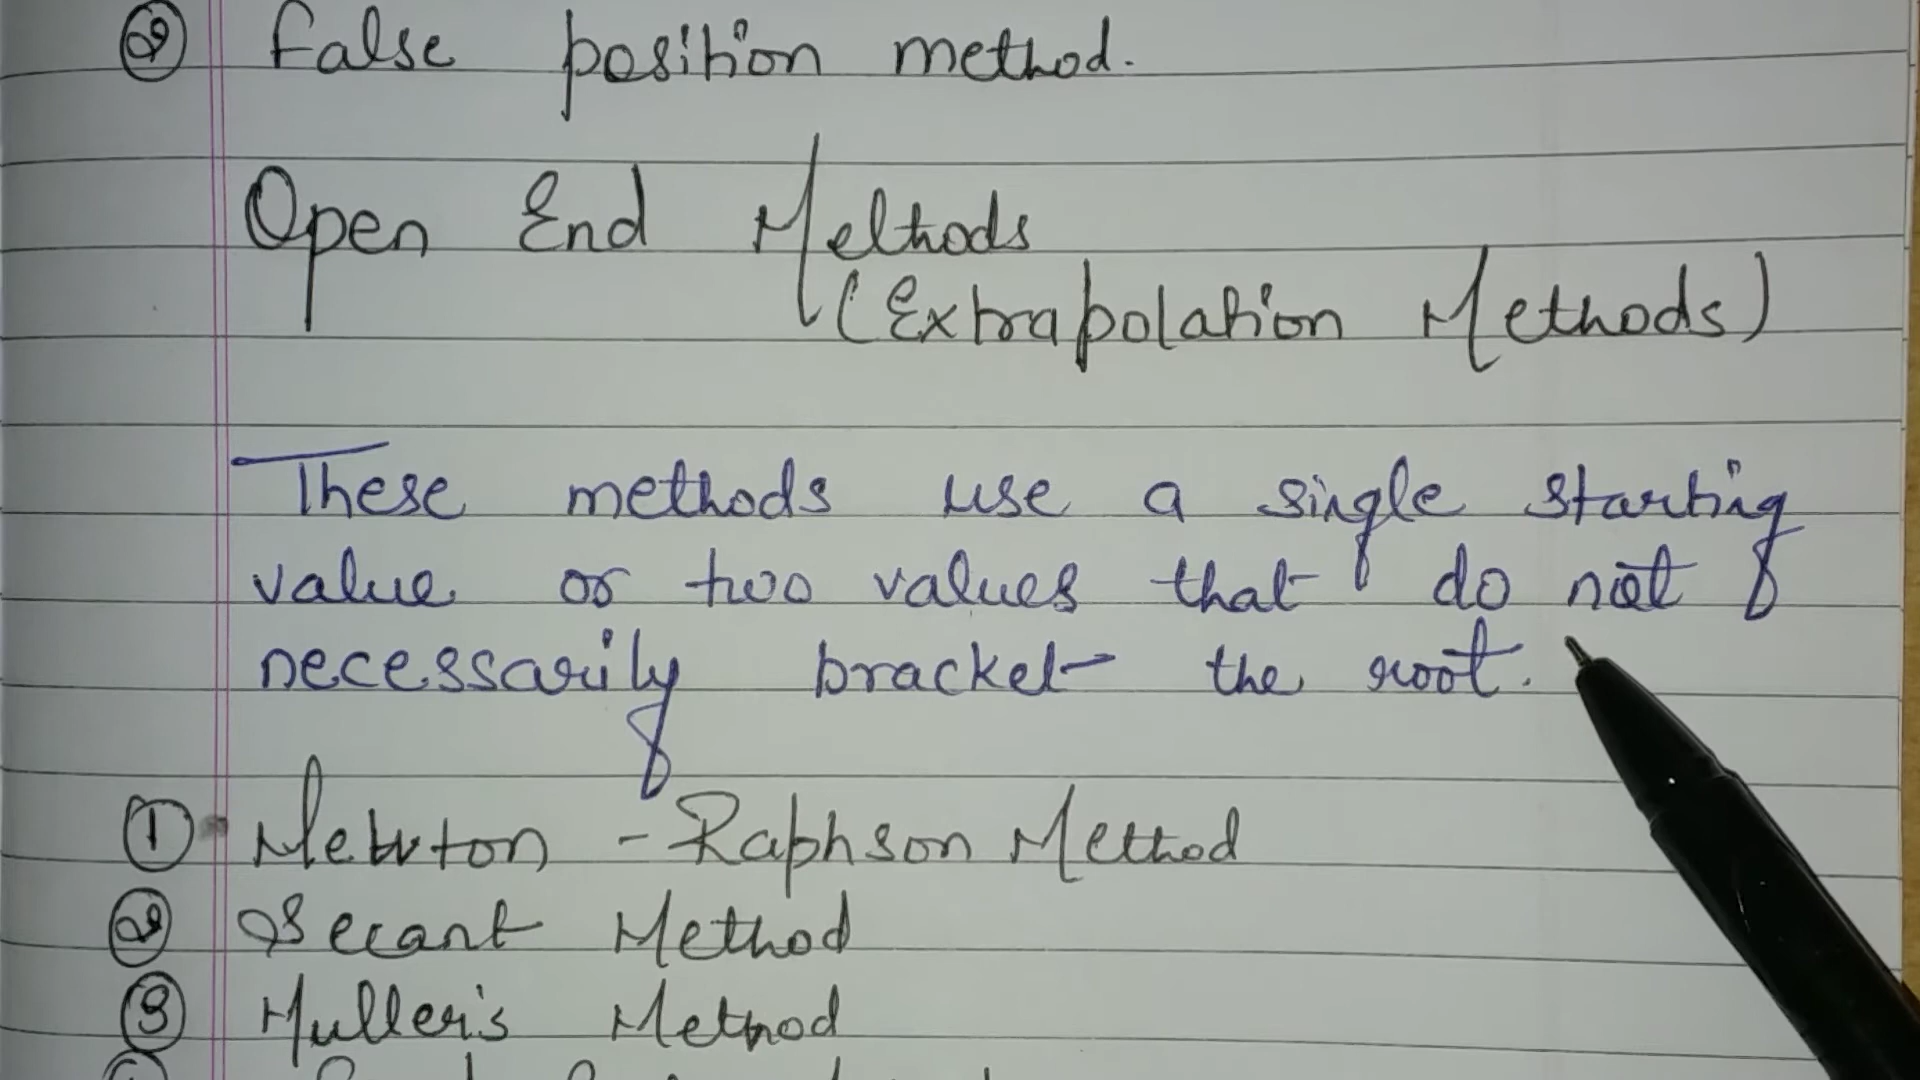 ② False position method.
Open End Methods
(Extrapolation Methods)
These methods use a single starting
value or two values that do not
necessarily bracket the root.
① Newton - Raphson Method
② Secant Method
③ Muller's Method